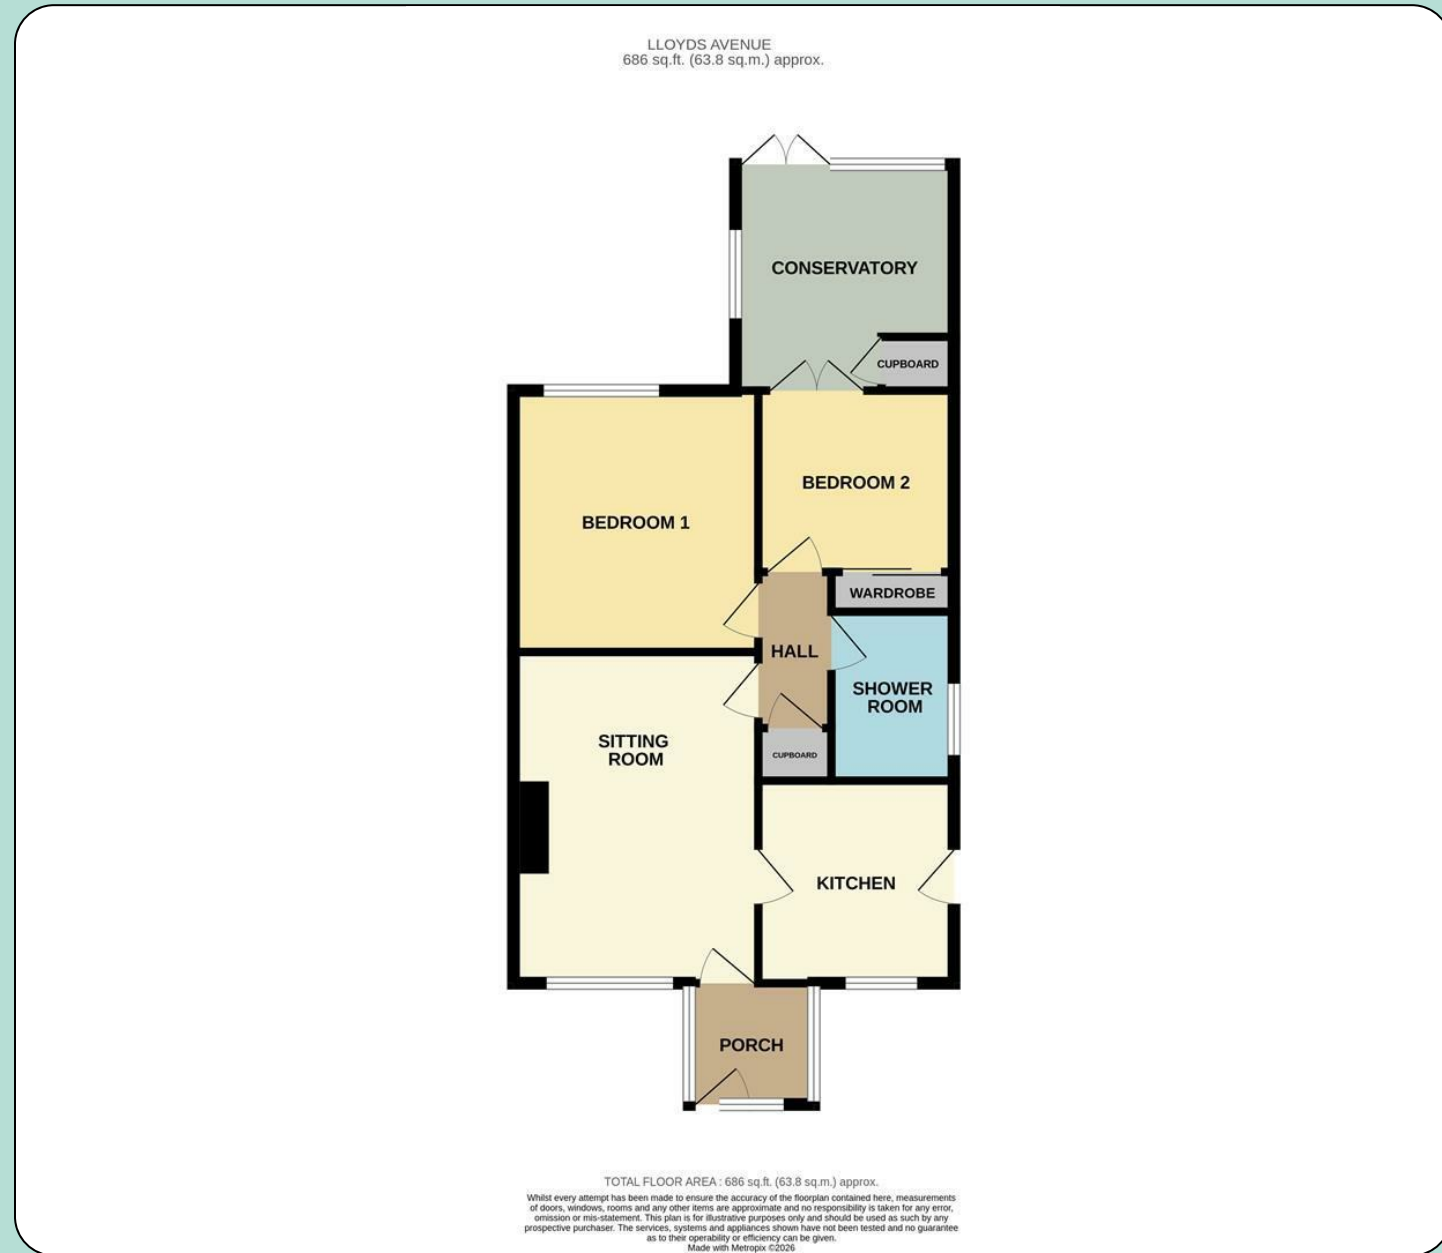 LLOYDS AVENUE
686 sq.ft. (63.8 sq.m.) approx.
CONSERVATORY
CUPBOARD
BEDROOM 2
BEDROOM 1
WARDROBE
HALL
SHOWER
ROOM
SITTING
ROOM
CUPBOARD
KITCHEN
PORCH
TOTAL FLOOR AREA : 686 sq.ft. (63.8 sq.m.) approx.
Whilst every attempt has been made to ensure the accuracy of the floorplan contained here, measurements
of doors, windows, rooms and any other items are approximate and no responsibility is taken for any error,
omission or mis-statement. This plan is for illustrative purposes only and should be used as such by any
prospective purchaser. The services, systems and appliances shown have not been tested and no guarantee
as to their operability or efficiency can be given.
Made with Metropix ©2026